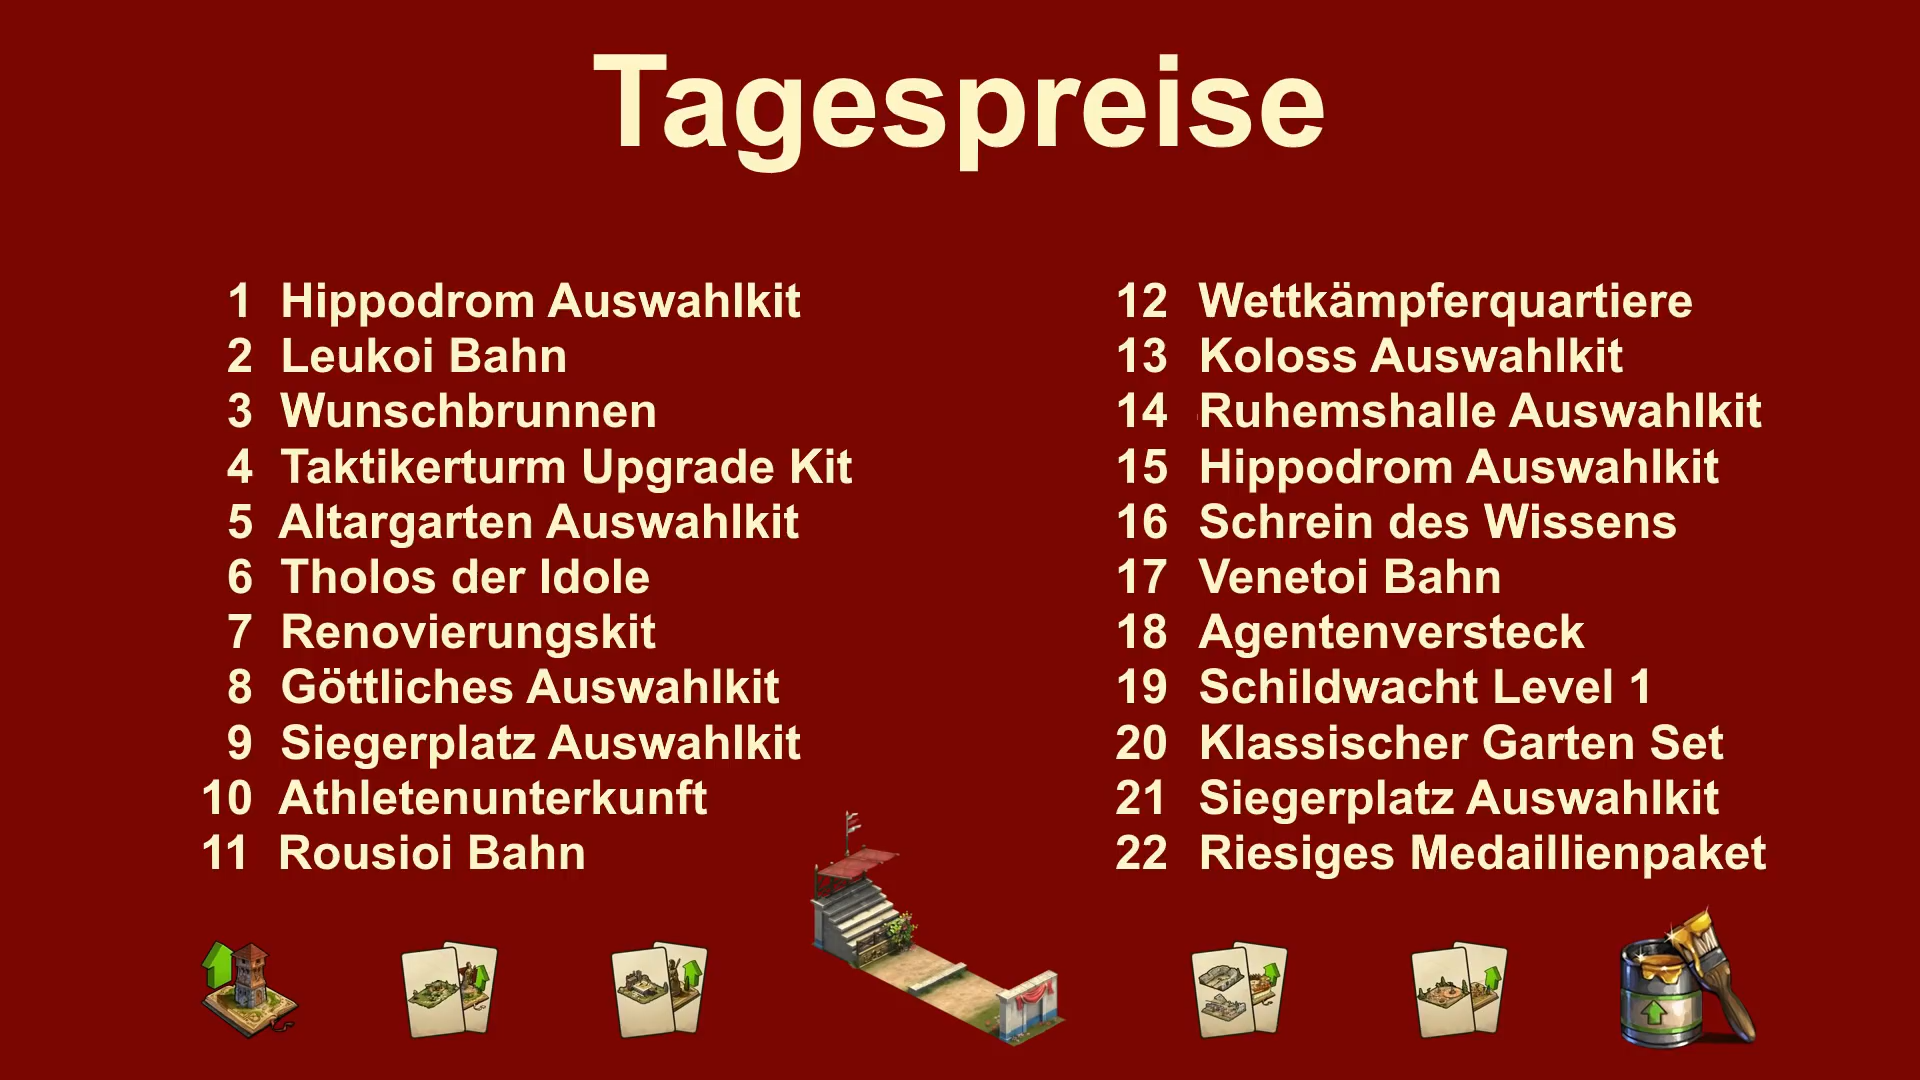 Tagespreise
1 Hippodrom Auswahlkit
2 Leukoi Bahn
3 Wunschbrunnen
4 Taktikerturm Upgrade Kit
5 Altargarten Auswahlkit
6 Tholos der Idole
7 Renovierungskit
8 Göttliches Auswahlkit
9 Siegerplatz Auswahlkit
10 Athletenunterkunft
11 Rousioi Bahn
12 Wettkämpferquartiere
13 Koloss Auswahlkit
14 Ruhemshalle Auswahlkit
15 Hippodrom Auswahlkit
16 Schrein des Wissens
17 Venetoi Bahn
18 Agentenversteck
19 Schildwacht Level 1
20 Klassischer Garten Set
21 Siegerplatz Auswahlkit
22 Riesiges Medaillienpaket